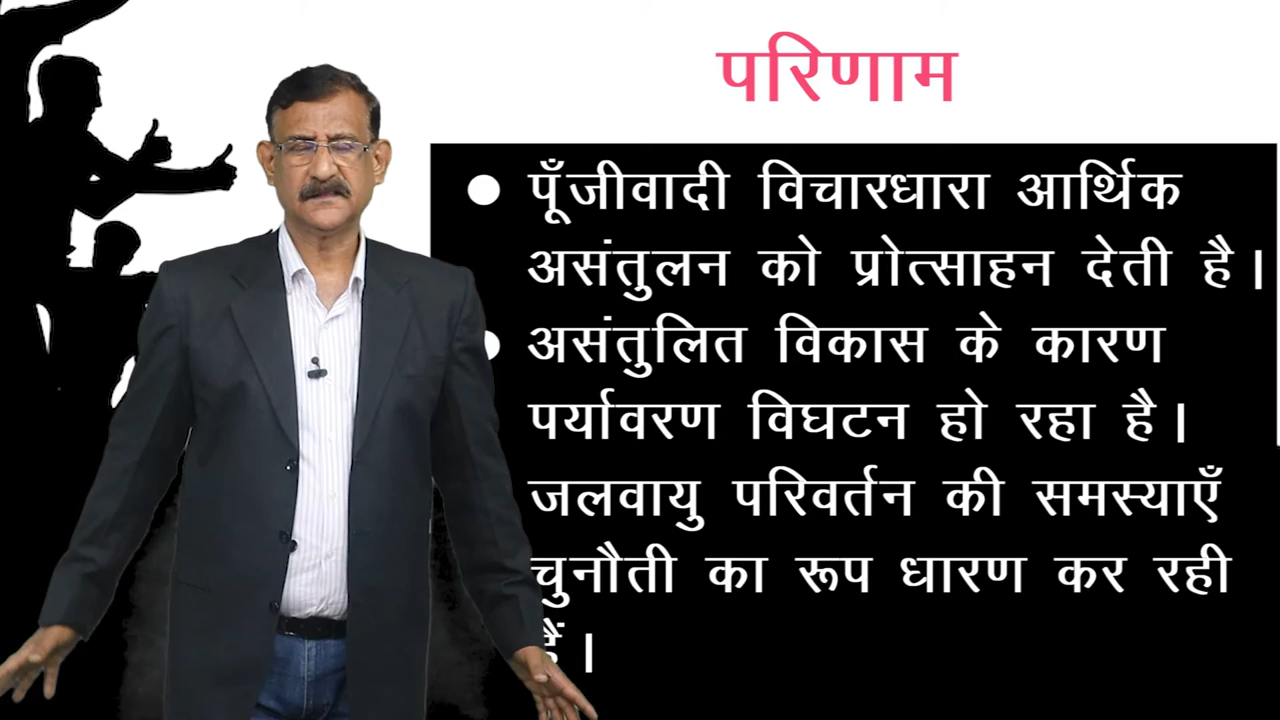 परिणाम
● पूँजीवादी विचारधारा आर्थिक
असंतुलन को प्रोत्साहन देती है।
● असंतुलित विकास के कारण
पर्यावरण विघटन हो रहा है।
जलवायु परिवर्तन की समस्याएँ
चुनौती का रूप धारण कर रही
हैं।